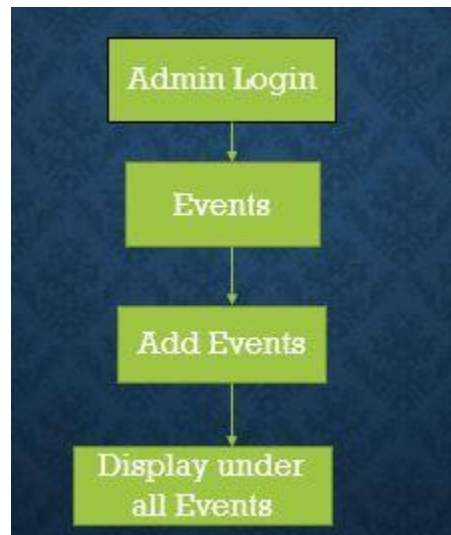 Admin Login
Events
Add Events
Display under
all Events